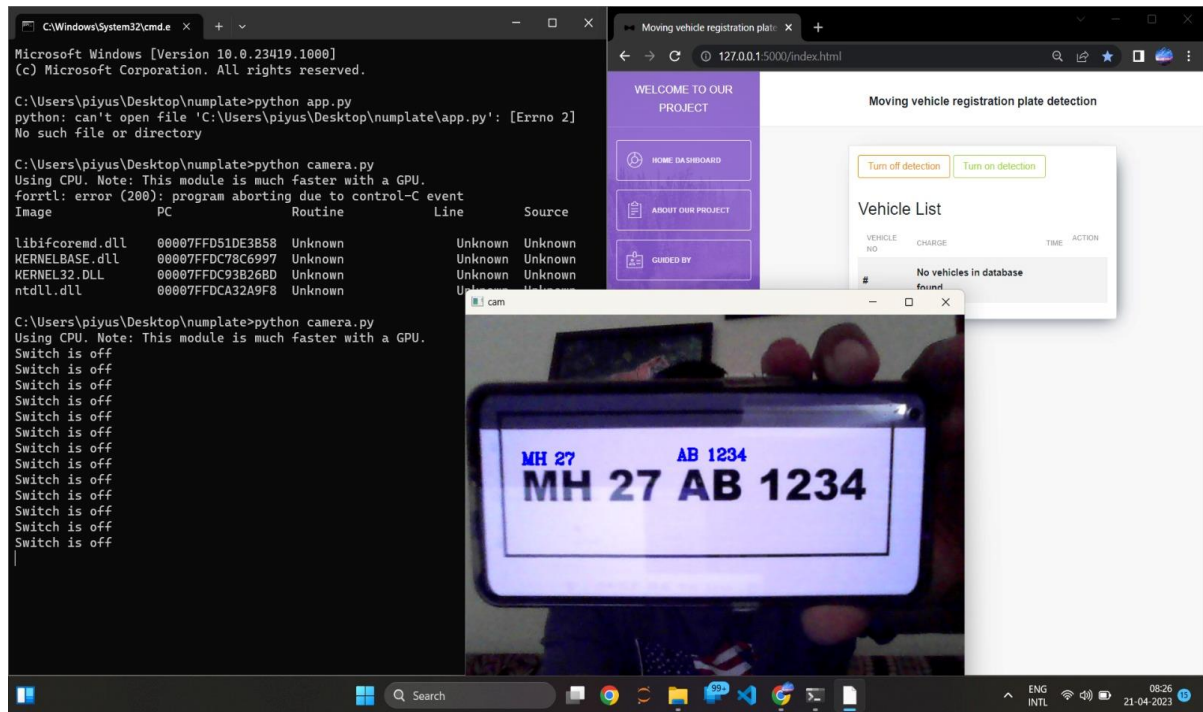 C:\Windows\System32\cmd.e
Microsoft Windows [Version 10.0.23419.1000]
(c) Microsoft Corporation. All rights reserved.
C:\Users\piyus\Desktop\numplate>python app.py
python: can't open file 'C:\Users\piyus\Desktop\numplate\app.py': [Errno 2]
No such file or directory
C:\Users\piyus\Desktop\numplate>python camera.py
Using CPU. Note: This module is much faster with a GPU.
forrtl: error (200): program aborting due to control-C event
Image PC Routine Line Source
libifcoremd.dll 00007FFD51DE3B58 Unknown Unknown Unknown
KERNELBASE.dll 00007FFDC78C6997 Unknown Unknown Unknown
KERNEL32.DLL 00007FFDC93B26BD Unknown Unknown Unknown
ntdll.dll 00007FFDCA32A9F8 Unknown
C:\Users\piyus\Desktop\numplate>python camera.py
Using CPU. Note: This module is much faster with a GPU.
Switch is off
Switch is off
Switch is off
Switch is off
Switch is off
Switch is off
Switch is off
Switch is off
Switch is off
Switch is off
Switch is off
Switch is off
Switch is off
Moving vehicle registration plate
127.0.0.1:5000/index.html
WELCOME TO OUR
PROJECT
HOME DASHBOARD
ABOUT OUR PROJECT
GUIDED BY
Moving vehicle registration plate detection
Turn off detection Turn on detection
Vehicle List
VEHICLE NO CHARGE TIME ACTION
# No vehicles in database
found
cam
MH 27 AB 1234
MH 27 AB 1234
Search
99+
ENG
INTL
08:26
21-04-2023
15